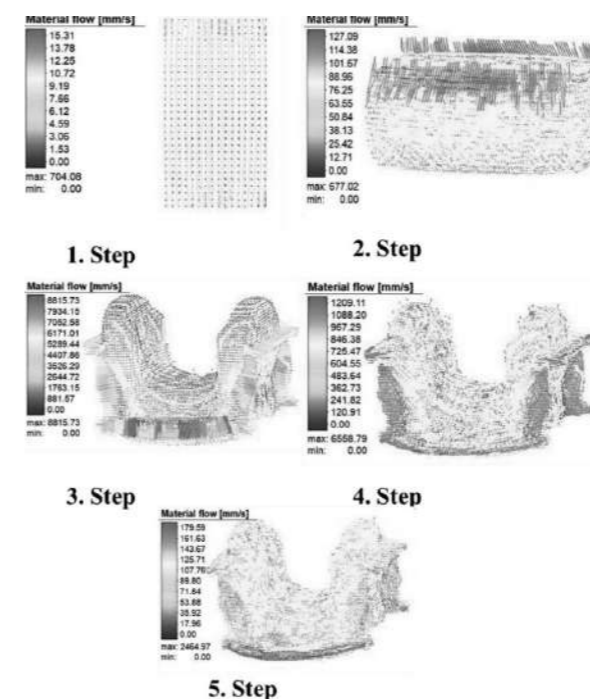 Material flow [mm/s]
15.31
13.78
12.25
10.72
9.19
7.66
6.12
4.59
3.06
1.53
0.00
max: 704.08
min: 0.00
1. Step
Material flow [mm/s]
127.09
114.38
101.67
88.96
76.25
63.55
50.84
38.13
25.42
12.71
0.00
max: 677.02
min: 0.00
2. Step
Material flow [mm/s]
8815.73
7934.15
7052.58
6171.01
5289.44
4407.86
3526.29
2644.72
1763.15
881.57
0.00
max: 8815.73
min: 0.00
3. Step
Material flow [mm/s]
1209.11
1088.20
967.29
846.38
725.47
604.55
483.64
362.73
241.82
120.91
0.00
max: 6558.79
min: 0.00
4. Step
Material flow [mm/s]
179.59
161.63
143.67
125.71
107.76
89.80
71.84
53.88
35.92
17.96
0.00
max: 2464.97
min: 0.00
5. Step